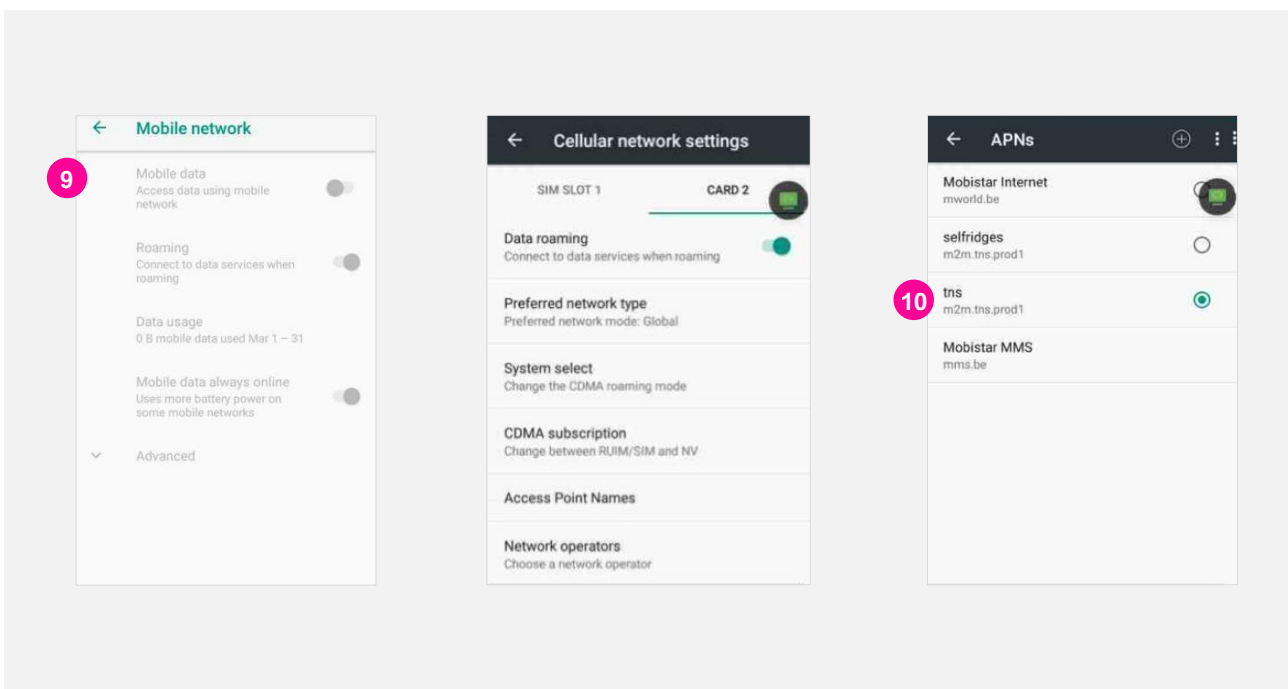 Mobile network
9
Mobile data
Access data using mobile
network
Roaming
Connect to data services when
roaming
Data usage
0 B mobile data used Mar 1 – 31
Mobile data always online
Uses more battery power on
some mobile networks
Advanced
Cellular network settings
SIM SLOT 1
CARD 2
Data roaming
Connect to data services when roaming
Preferred network type
Preferred network mode: Global
System select
Change the CDMA roaming mode
CDMA subscription
Change between RUIM/SIM and NV
Access Point Names
Network operators
Choose a network operator
APNs
Mobistar Internet
mworld.be
selfridges
m2m.tns.prod1
10
tns
m2m.tns.prod1
Mobistar MMS
mms.be